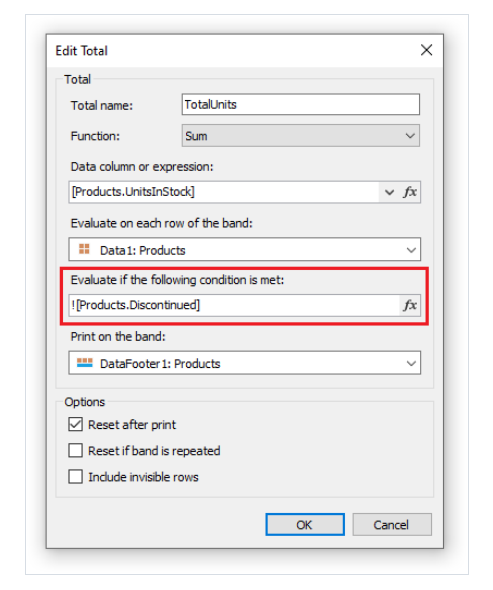 Edit Total
Total
Total name: TotalUnits
Function: Sum
Data column or expression:
[Products.UnitsInStock] fx
Evaluate on each row of the band:
Data1: Products
Evaluate if the following condition is met:
![Products.Discontinued] fx
Print on the band:
DataFooter1: Products
Options
Reset after print
Reset if band is repeated
Include invisible rows
OK Cancel